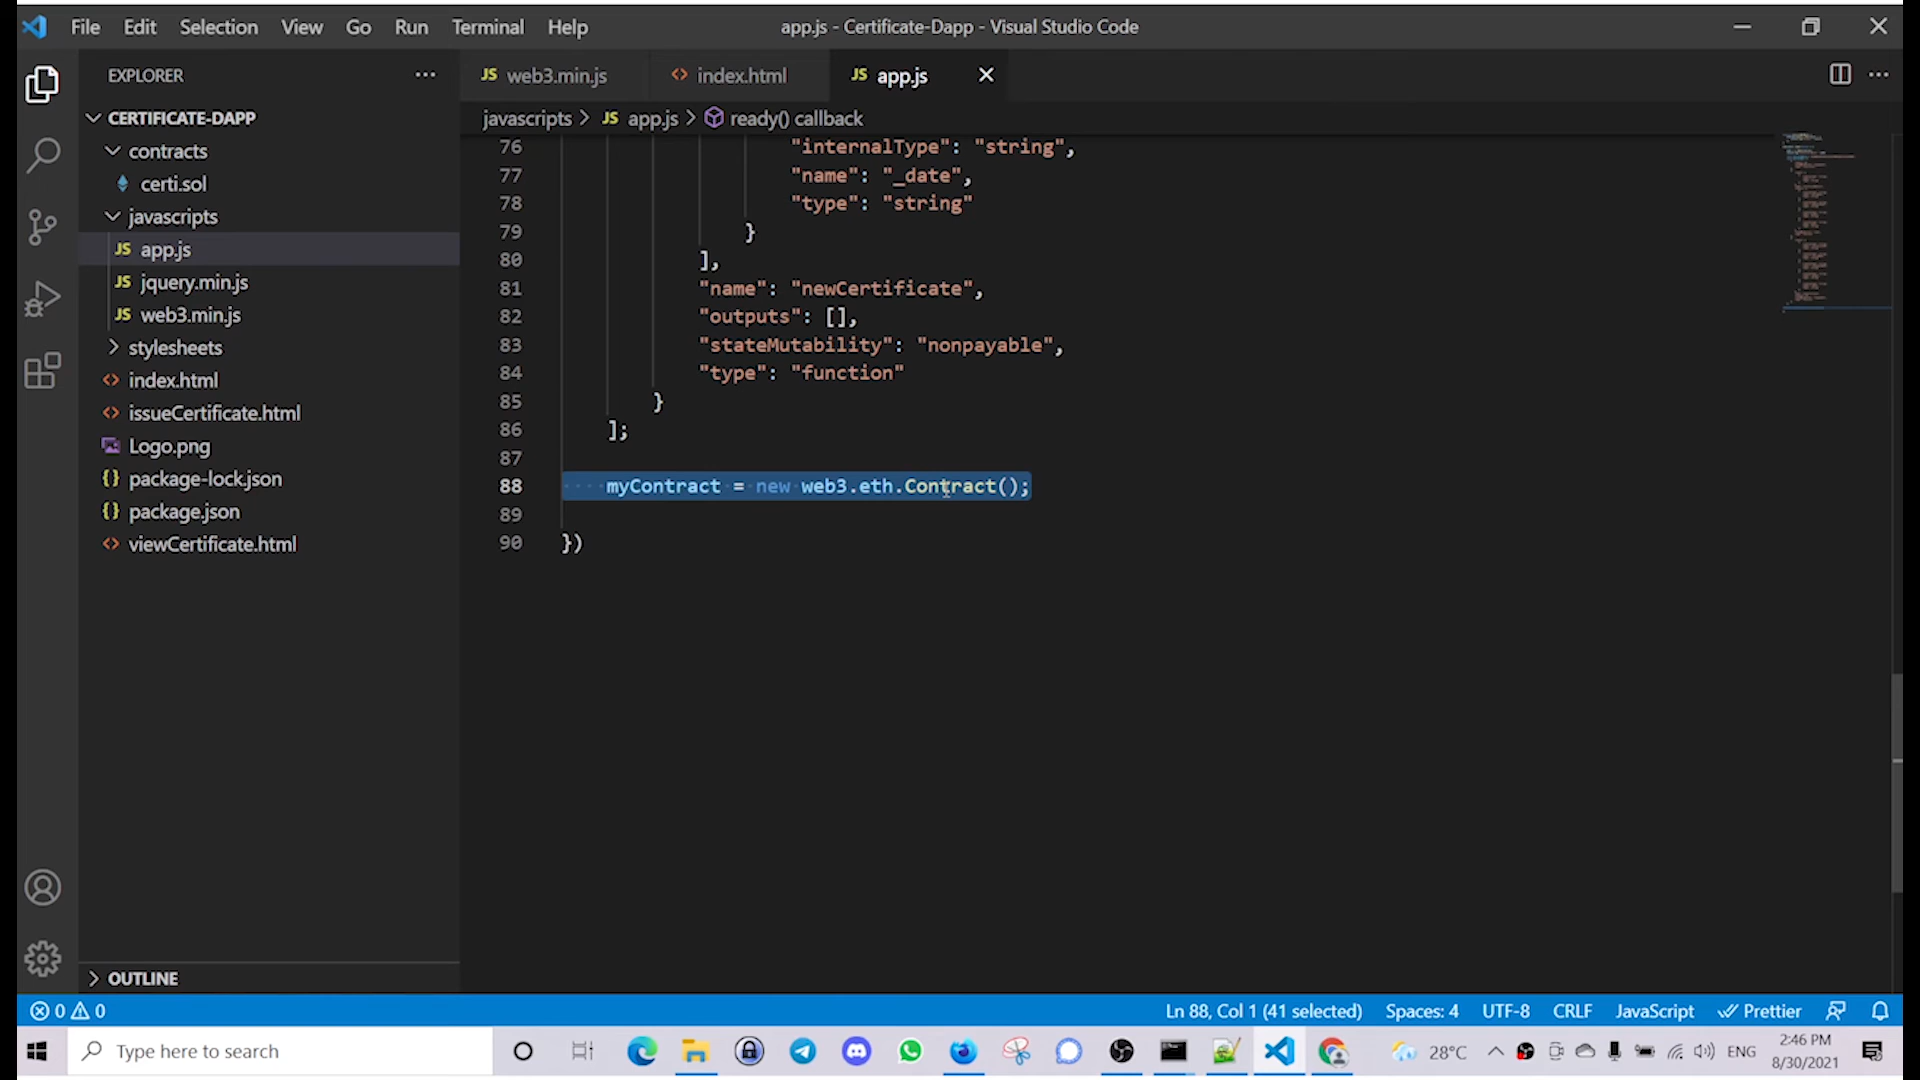 File Edit Selection View Go Run Terminal Help
app.js - Certificate-Dapp - Visual Studio Code
EXPLORER
CERTIFICATE-DAPP
contracts
certi.sol
javascripts
JS app.js
JS jquery.min.js
JS web3.min.js
stylesheets
<> index.html
<> issueCertificate.html
Logo.png
{} package-lock.json
{} package.json
<> viewCertificate.html
OUTLINE
JS web3.min.js
<> index.html
JS app.js
javascripts > JS app.js > ready() callback
76 "internalType": "string",
77 "name": "_date",
78 "type": "string"
79 }
80 ],
81 "name": "newCertificate",
82 "outputs": [],
83 "stateMutability": "nonpayable",
84 "type": "function"
85 }
86 ];
87
88 myContract = new web3.eth.Contract();
89
90 })
0 0
Ln 88, Col 1 (41 selected) Spaces: 4 UTF-8 CRLF JavaScript Prettier
Type here to search
28°C
ENG
2:46 PM
8/30/2021